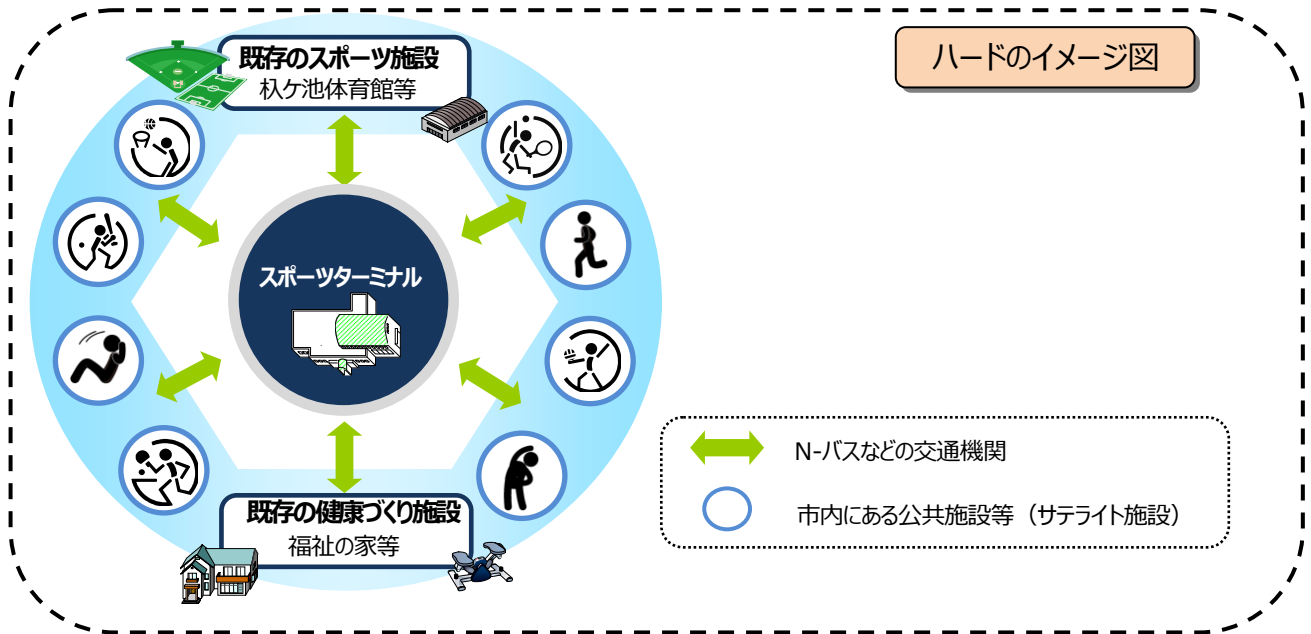 ハードのイメージ図
既存のスポーツ施設
杁ケ池体育館等
スポーツターミナル
既存の健康づくり施設
福祉の家等
N-バスなどの交通機関
市内にある公共施設等（サテライト施設）